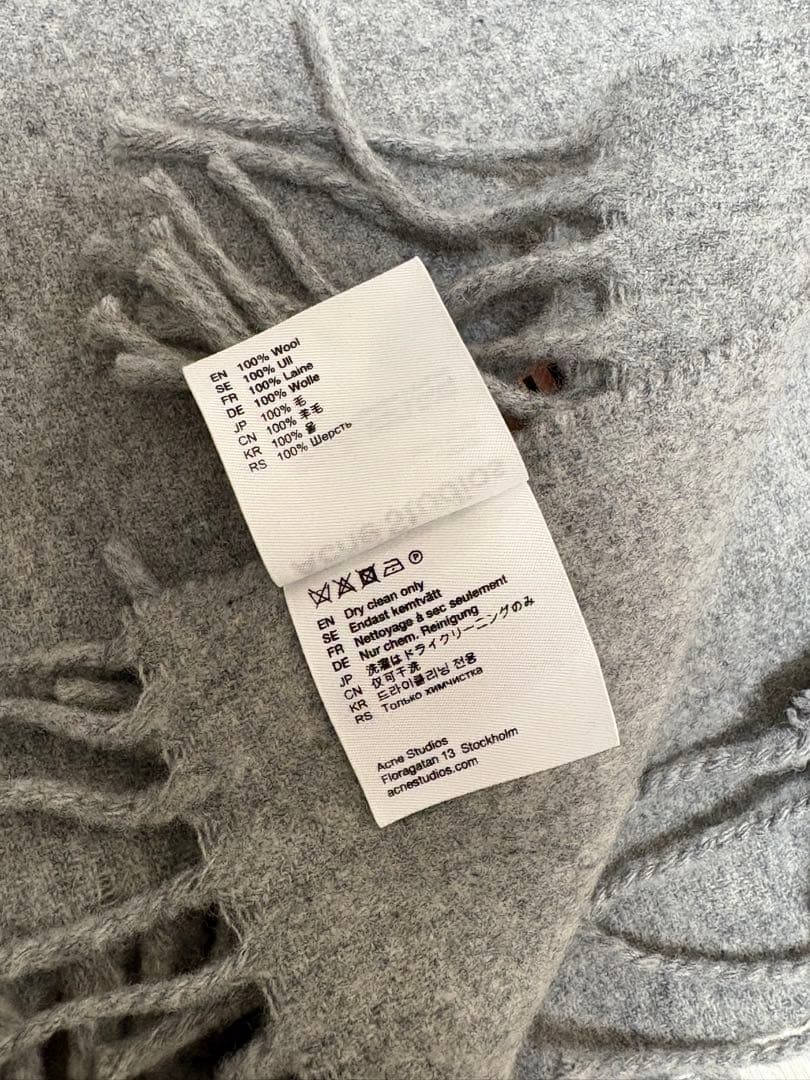 EN 100% Wool
SE 100% Ull
FR 100% Laine
DE 100% Wolle
JP 100% 毛
CN 100% 羊毛
KR 100% 울
RS 100% Шерсть
acne studios
P
EN Dry clean only
SE Endast kemtvätt
FR Nettoyage à sec seulement
DE Nur chem. Reinigung
JP 洗濯はドライクリーニングのみ
CN 仅可干洗
KR 드라이클리닝 전용
RS Только химчистка
Acne Studios
Floragatan 13 Stockholm
acnestudios.com